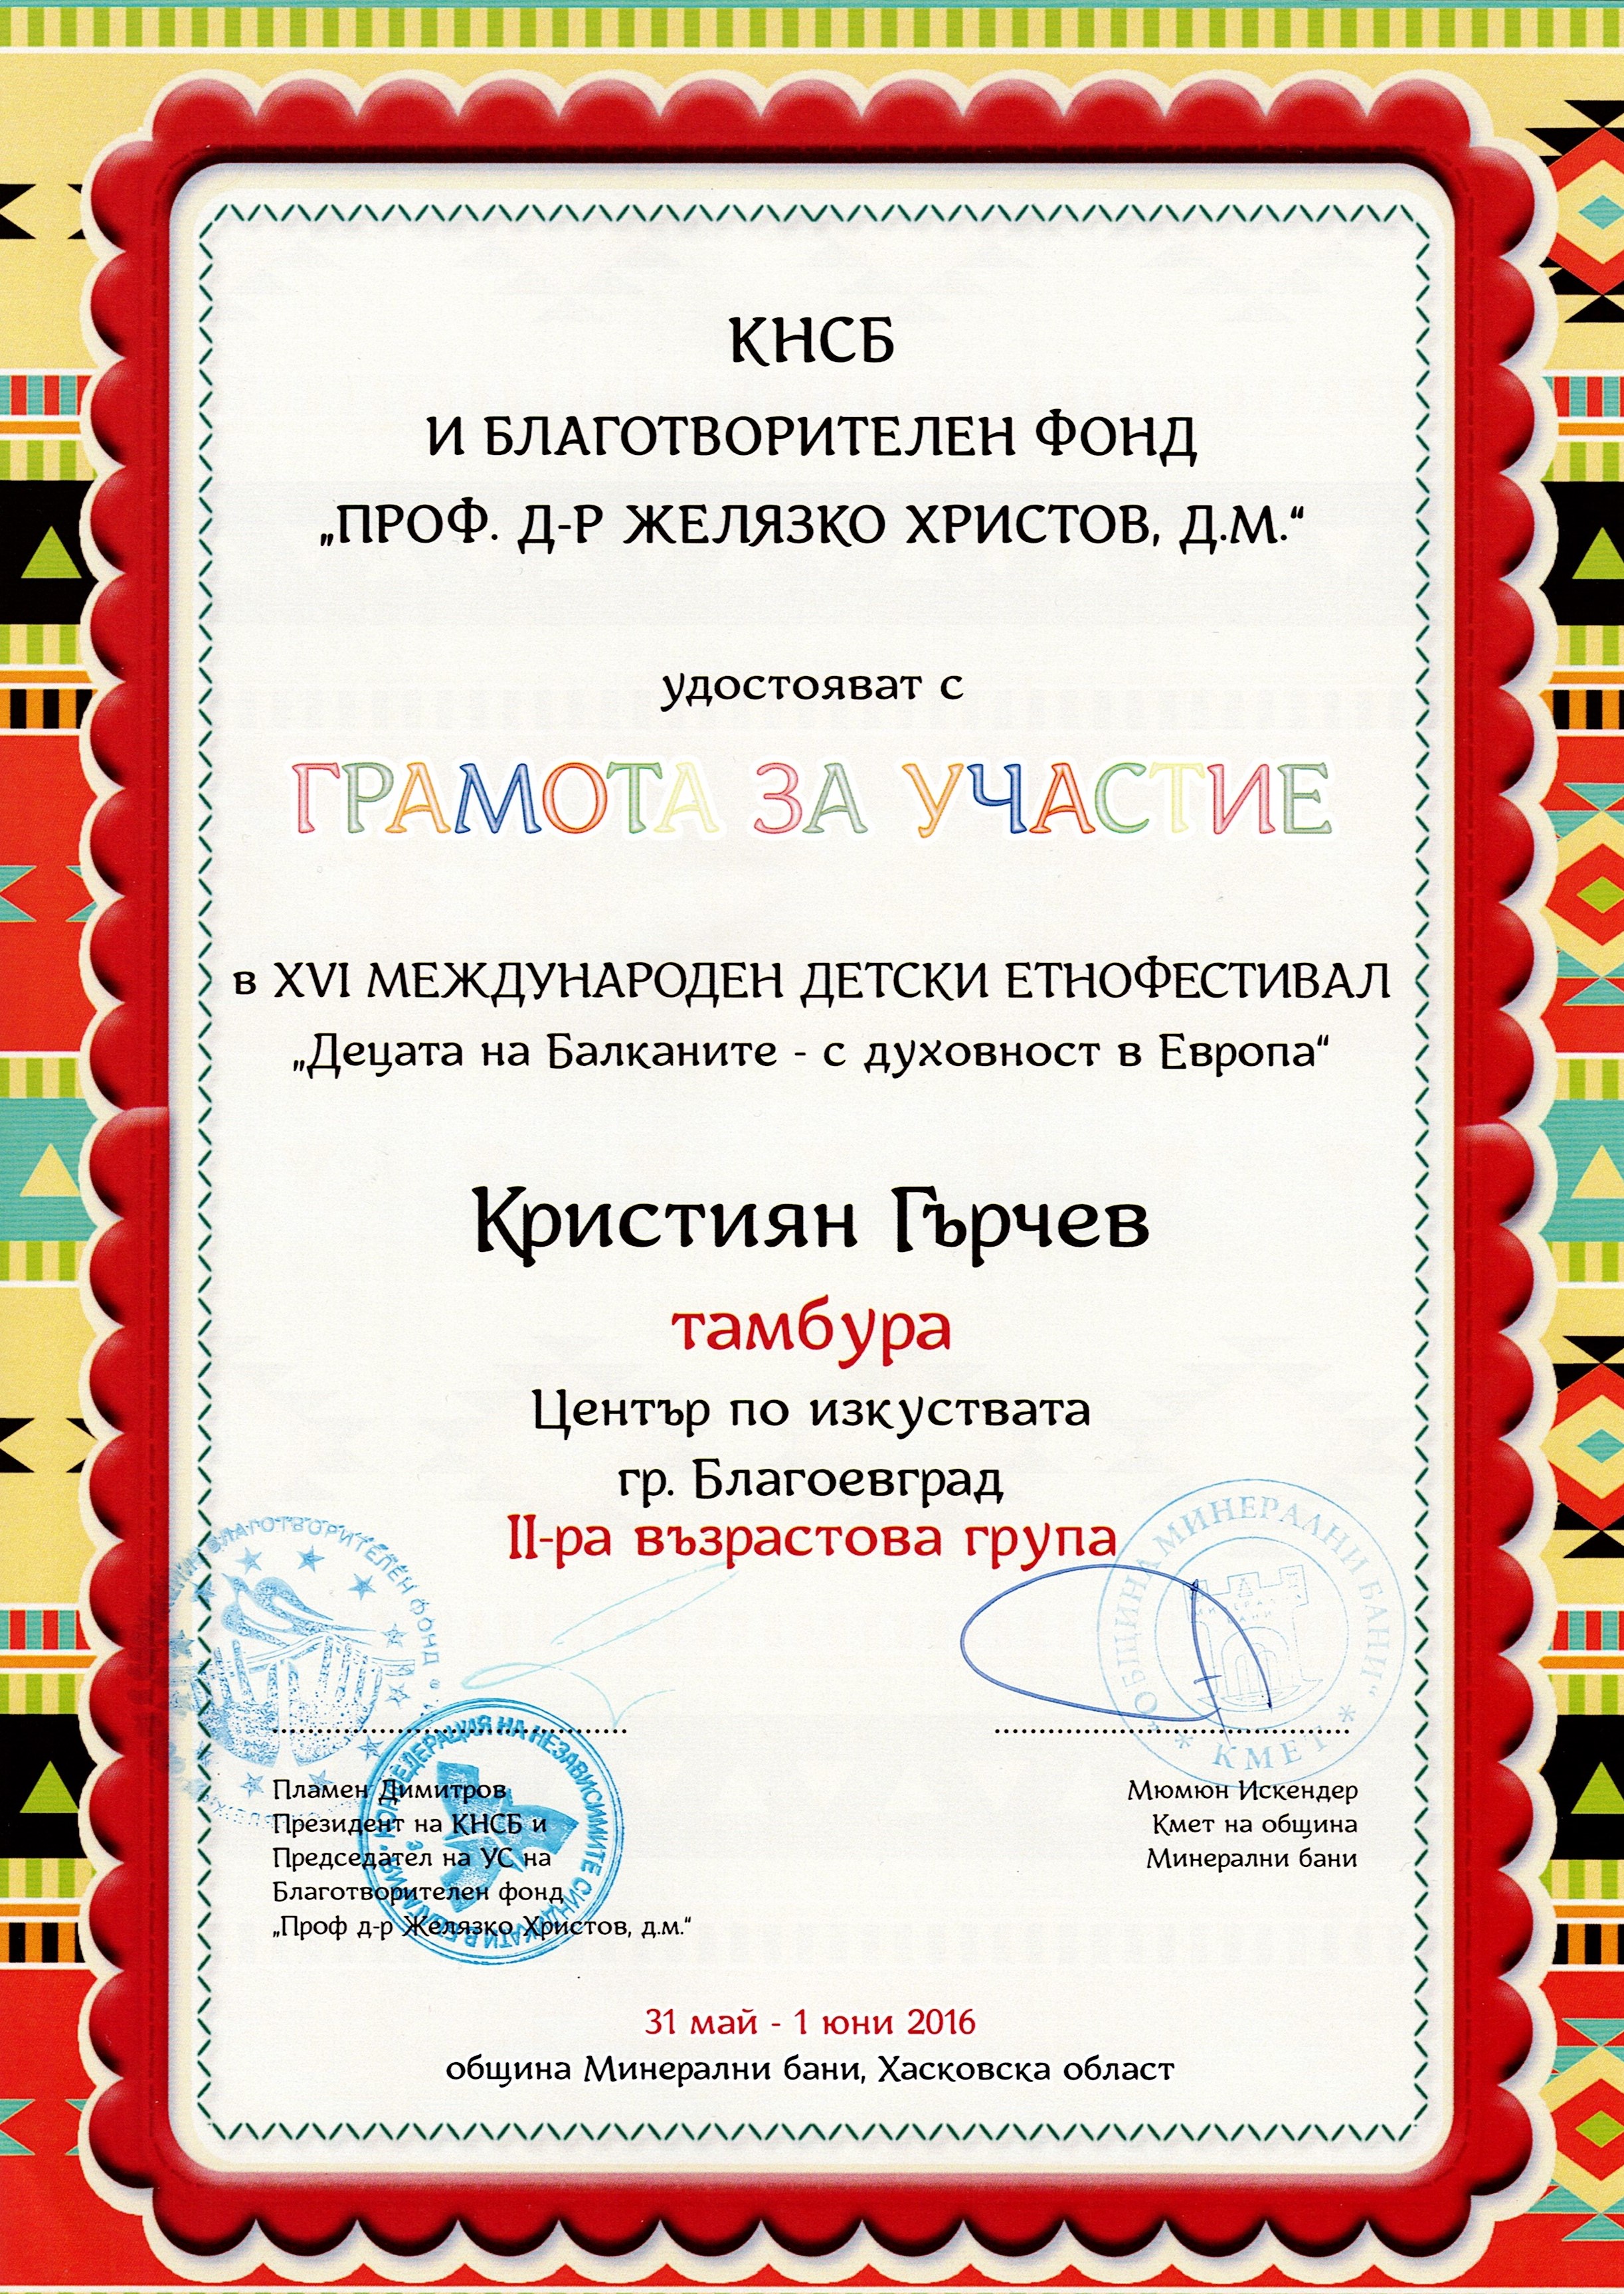 КНСБ
И БЛАГОТВОРИТЕЛЕН ФОНД
„ПРОФ. Д-Р ЖЕЛЯЗКО ХРИСТОВ, Д.М.“
удостояват с
ГРАМОТА ЗА УЧАСТИЕ
в XVI МЕЖДУНАРОДЕН ДЕТСКИ ЕТНОФЕСТИВАЛ
„Децата на Балканите - с духовност в Европа“
Кристиян Гърчев
тамбура
Център по изкуствата
гр. Благоевград
II-ра възрастова група
БЛАГОТВОРИТЕЛЕН ФОНД
ОБЩИНА МИНЕРАЛНИ БАНИ“
* КМЕТ *
КОНФЕДЕРАЦИЯ НА НЕЗАВИСИМИТЕ СИНДИКАТИ В БЪЛГАРИЯ
Пламен Димитров
Президент на КНСБ и
Председател на УС на
Благотворителен фонд
„Проф д-р Желязко Христов, д.м.“
Мюмюн Искендер
Кмет на община
Минерални бани
31 май - 1 юни 2016
община Минерални бани, Хасковска област